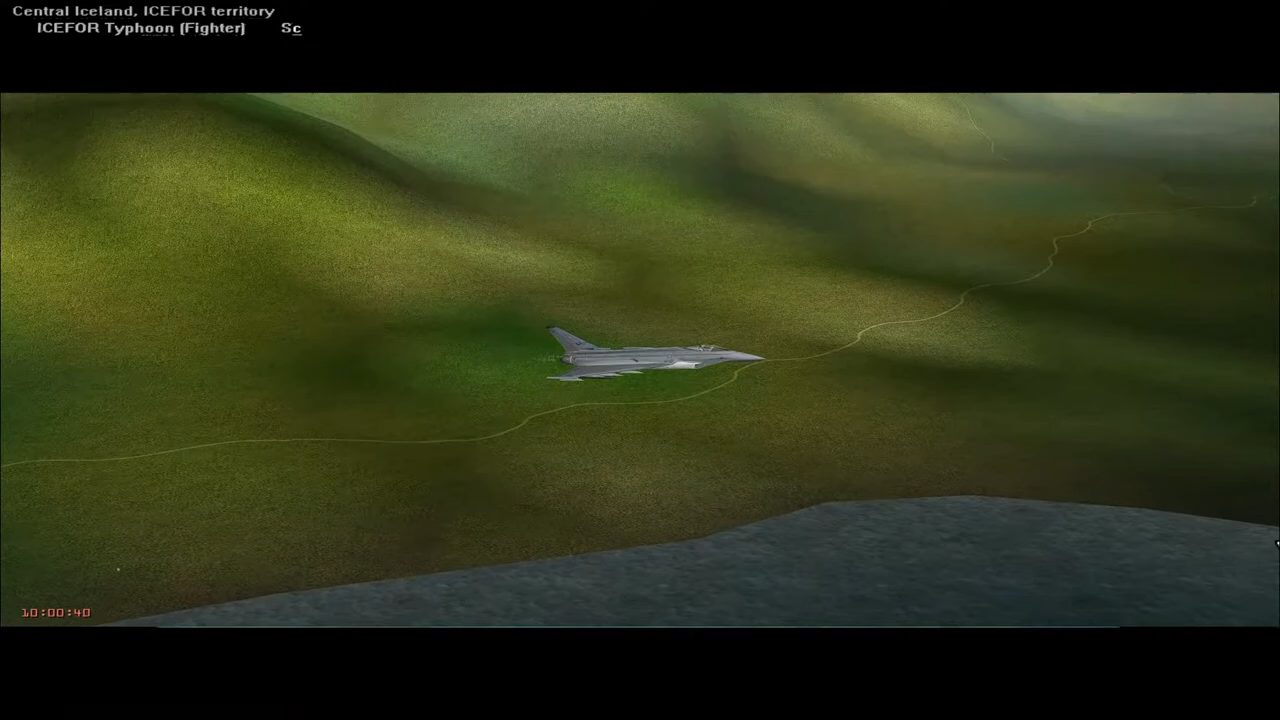 Central Iceland, ICEFOR territory
ICEFOR Typhoon (Fighter) Sc
10:00:40